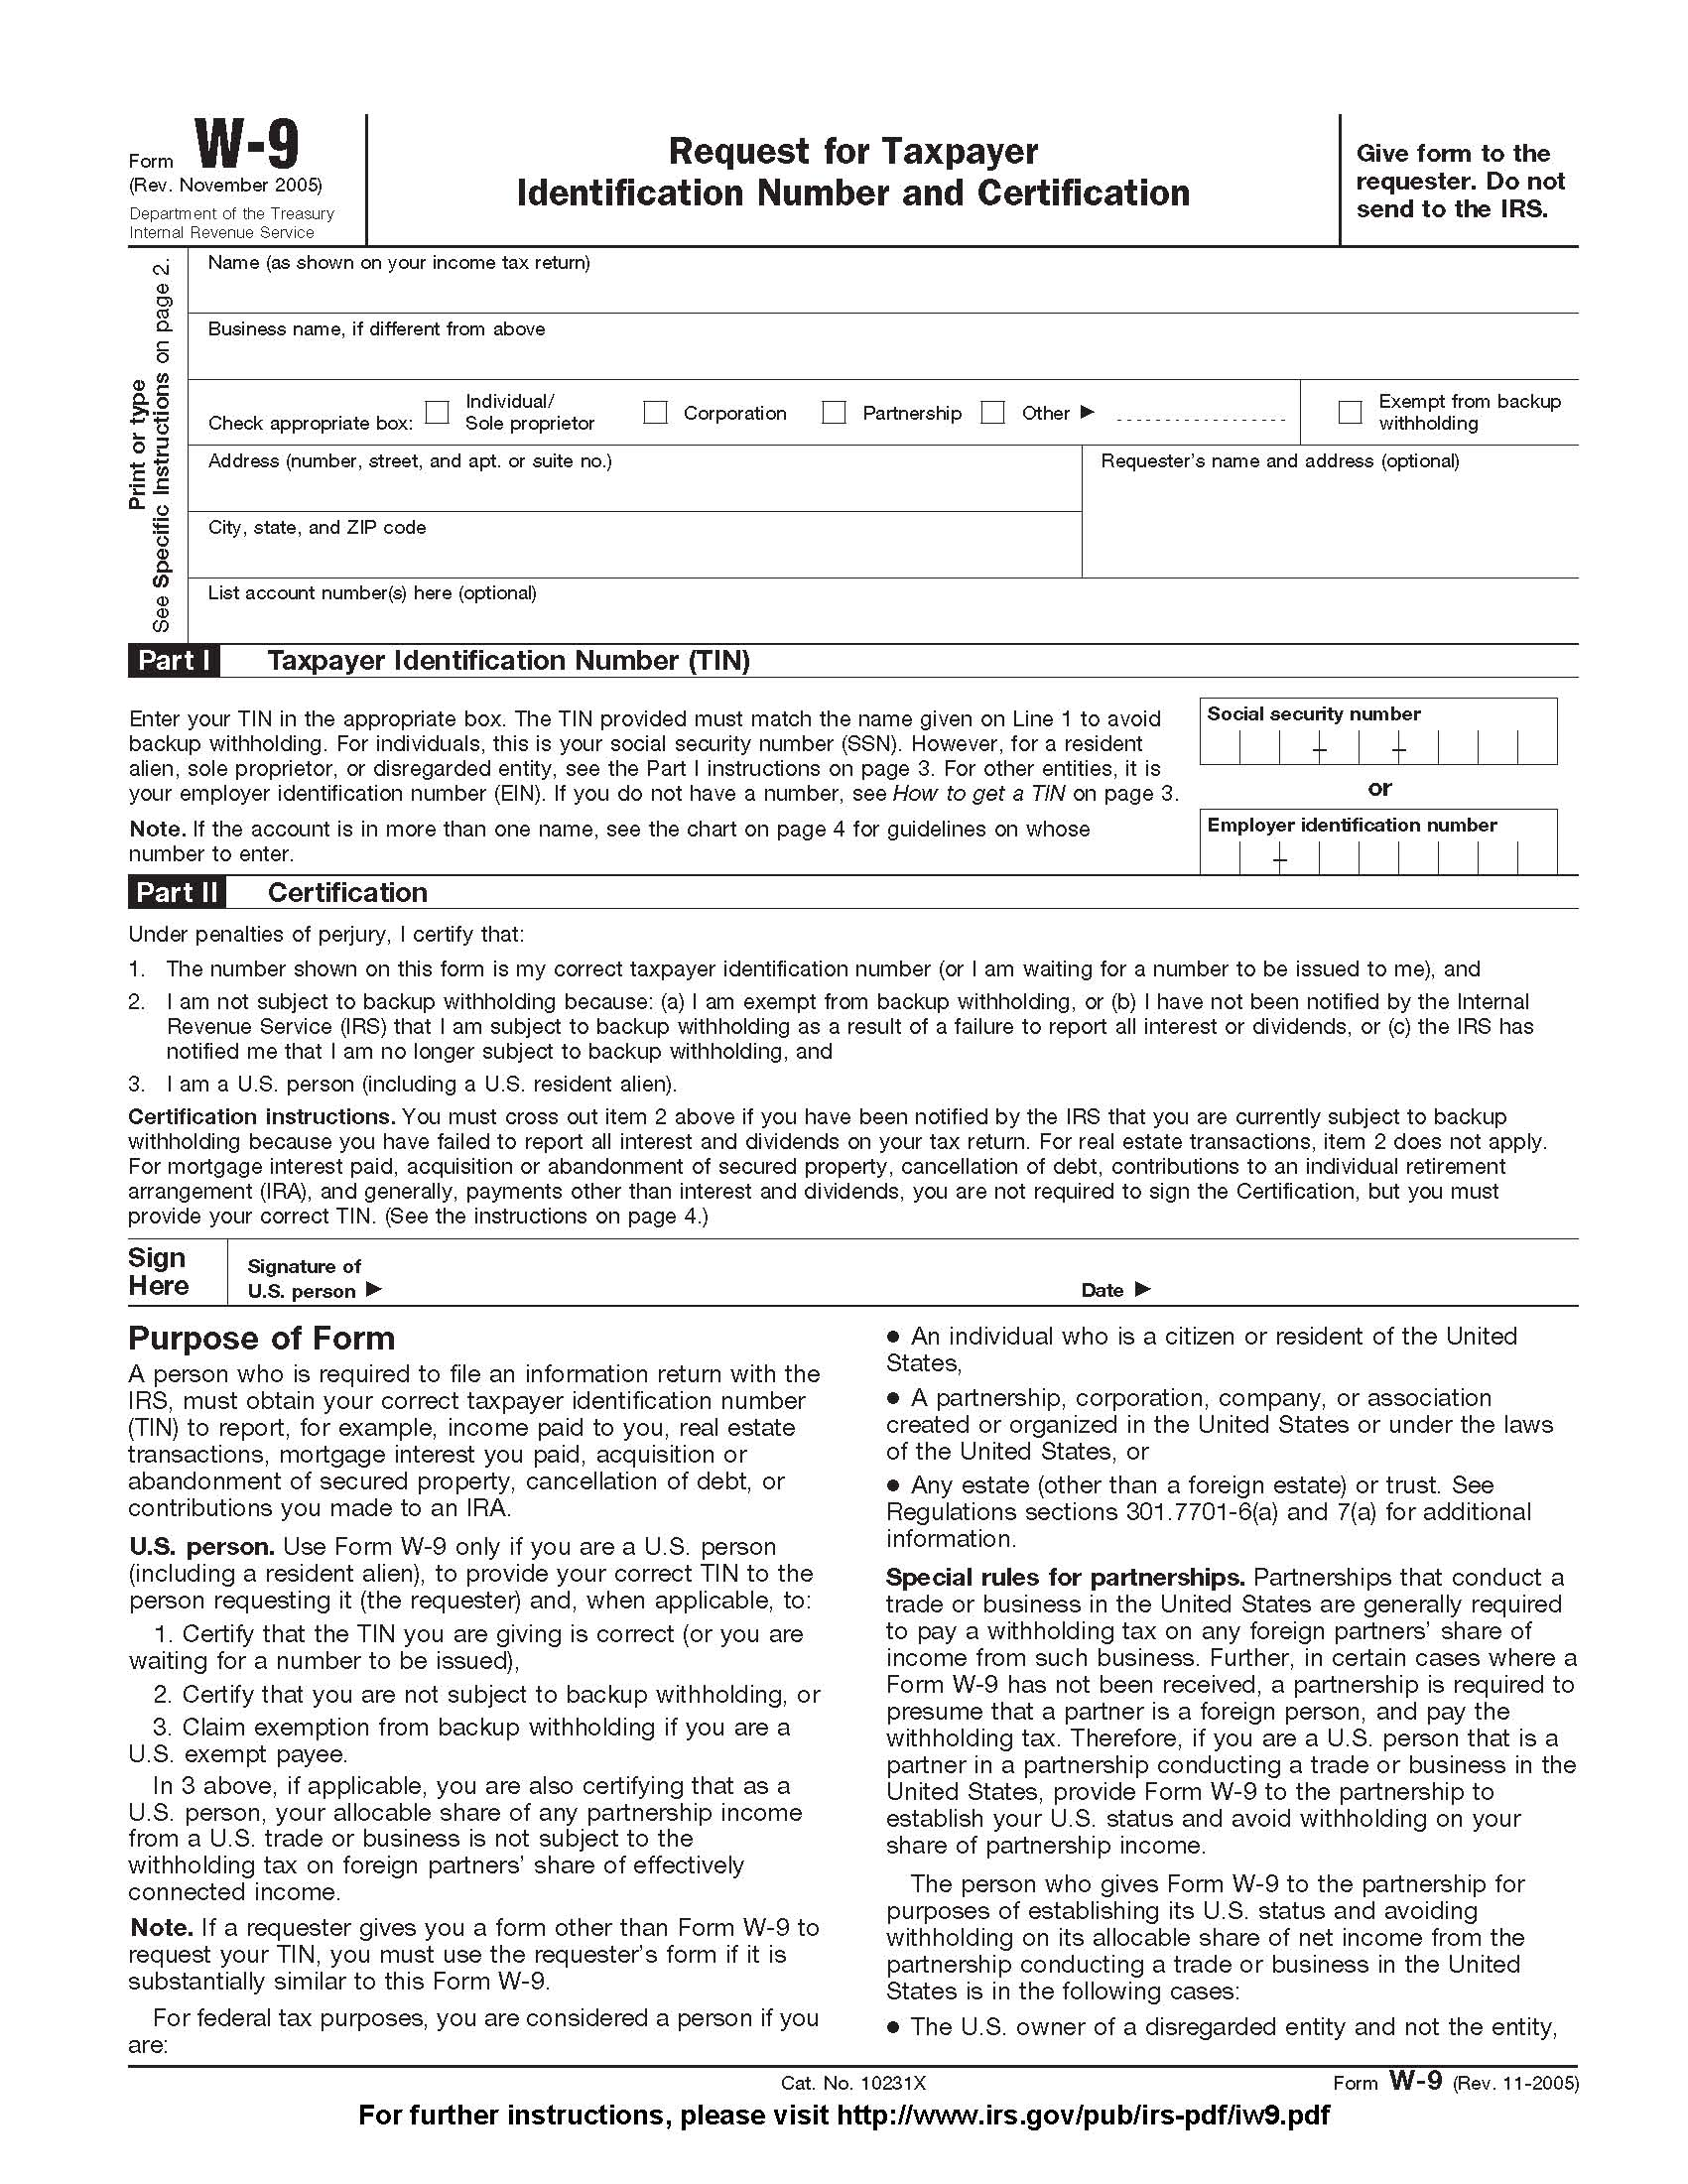 Form W-9
(Rev. November 2005)
Department of the Treasury
Internal Revenue Service
Request for Taxpayer
Identification Number and Certification
Give form to the
requester. Do not
send to the IRS.
Print or type
See Specific Instructions on page 2.
Name (as shown on your income tax return)
Business name, if different from above
Check appropriate box:
Individual/
Sole proprietor
Corporation
Partnership
Other ►
Exempt from backup
withholding
Address (number, street, and apt. or suite no.)
Requester's name and address (optional)
City, state, and ZIP code
List account number(s) here (optional)
Part I Taxpayer Identification Number (TIN)
Enter your TIN in the appropriate box. The TIN provided must match the name given on Line 1 to avoid
backup withholding. For individuals, this is your social security number (SSN). However, for a resident
alien, sole proprietor, or disregarded entity, see the Part I instructions on page 3. For other entities, it is
your employer identification number (EIN). If you do not have a number, see How to get a TIN on page 3.
Note. If the account is in more than one name, see the chart on page 4 for guidelines on whose
number to enter.
Social security number
or
Employer identification number
Part II Certification
Under penalties of perjury, I certify that:
1. The number shown on this form is my correct taxpayer identification number (or I am waiting for a number to be issued to me), and
2. I am not subject to backup withholding because: (a) I am exempt from backup withholding, or (b) I have not been notified by the Internal
Revenue Service (IRS) that I am subject to backup withholding as a result of a failure to report all interest or dividends, or (c) the IRS has
notified me that I am no longer subject to backup withholding, and
3. I am a U.S. person (including a U.S. resident alien).
Certification instructions. You must cross out item 2 above if you have been notified by the IRS that you are currently subject to backup
withholding because you have failed to report all interest and dividends on your tax return. For real estate transactions, item 2 does not apply.
For mortgage interest paid, acquisition or abandonment of secured property, cancellation of debt, contributions to an individual retirement
arrangement (IRA), and generally, payments other than interest and dividends, you are not required to sign the Certification, but you must
provide your correct TIN. (See the instructions on page 4.)
Sign
Here
Signature of
U.S. person ►
Date ►
Purpose of Form
A person who is required to file an information return with the
IRS, must obtain your correct taxpayer identification number
(TIN) to report, for example, income paid to you, real estate
transactions, mortgage interest you paid, acquisition or
abandonment of secured property, cancellation of debt, or
contributions you made to an IRA.
U.S. person. Use Form W-9 only if you are a U.S. person
(including a resident alien), to provide your correct TIN to the
person requesting it (the requester) and, when applicable, to:
1. Certify that the TIN you are giving is correct (or you are
waiting for a number to be issued),
2. Certify that you are not subject to backup withholding, or
3. Claim exemption from backup withholding if you are a
U.S. exempt payee.
In 3 above, if applicable, you are also certifying that as a
U.S. person, your allocable share of any partnership income
from a U.S. trade or business is not subject to the
withholding tax on foreign partners' share of effectively
connected income.
Note. If a requester gives you a form other than Form W-9 to
request your TIN, you must use the requester's form if it is
substantially similar to this Form W-9.
For federal tax purposes, you are considered a person if you
are:
● An individual who is a citizen or resident of the United
States,
● A partnership, corporation, company, or association
created or organized in the United States or under the laws
of the United States, or
● Any estate (other than a foreign estate) or trust. See
Regulations sections 301.7701-6(a) and 7(a) for additional
information.
Special rules for partnerships. Partnerships that conduct a
trade or business in the United States are generally required
to pay a withholding tax on any foreign partners' share of
income from such business. Further, in certain cases where a
Form W-9 has not been received, a partnership is required to
presume that a partner is a foreign person, and pay the
withholding tax. Therefore, if you are a U.S. person that is a
partner in a partnership conducting a trade or business in the
United States, provide Form W-9 to the partnership to
establish your U.S. status and avoid withholding on your
share of partnership income.
The person who gives Form W-9 to the partnership for
purposes of establishing its U.S. status and avoiding
withholding on its allocable share of net income from the
partnership conducting a trade or business in the United
States is in the following cases:
● The U.S. owner of a disregarded entity and not the entity,
Cat. No. 10231X
Form W-9 (Rev. 11-2005)
For further instructions, please visit http://www.irs.gov/pub/irs-pdf/iw9.pdf